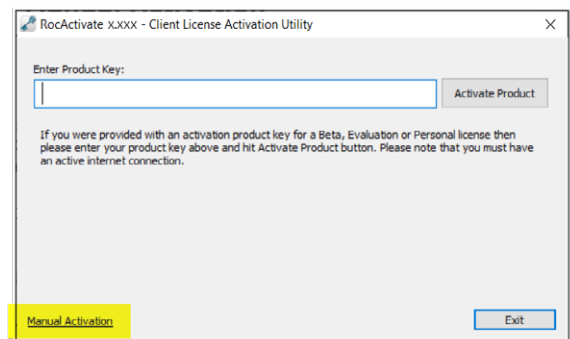 RocActivate x.xxx - Client License Activation Utility
Enter Product Key:
Activate Product
If you were provided with an activation product key for a Beta, Evaluation or Personal license then
please enter your product key above and hit Activate Product button. Please note that you must have
an active internet connection.
Manual Activation
Exit